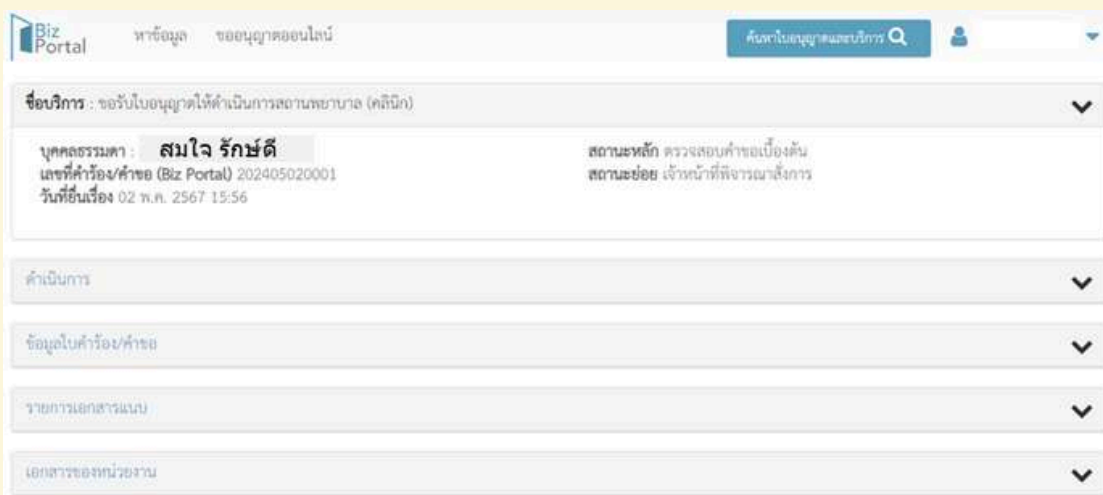 Biz
Portal
หาข้อมูล ขออนุญาตออนไลน์ ค้นหาใบอนุญาตและบริการ
ชื่อบริการ : ขอรับใบอนุญาตให้ดำเนินการสถานพยาบาล (คลินิก)
บุคคลธรรมดา : สมใจ รักษ์ดี สถานะหลัก ตรวจสอบคำขอเบื้องต้น
เลขที่คำร้อง/คำขอ (Biz Portal) 202405020001 สถานะย่อย เจ้าหน้าที่พิจารณาสั่งการ
วันที่ยื่นเรื่อง 02 พ.ค. 2567 15:56
ดำเนินการ
ข้อมูลใบคำร้อง/คำขอ
รายการเอกสารแนบ
เอกสารของหน่วยงาน